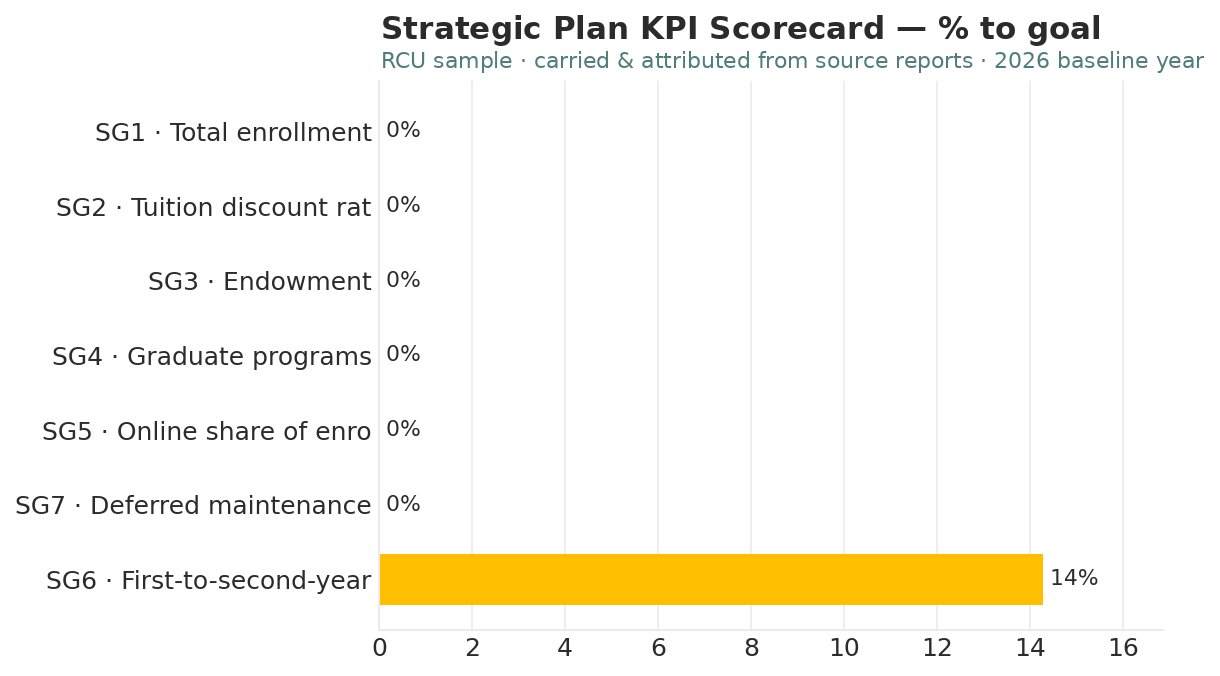 Strategic Plan KPI Scorecard — % to goal
RCU sample · carried & attributed from source reports · 2026 baseline year
SG1 · Total enrollment 0%
SG2 · Tuition discount rat 0%
SG3 · Endowment 0%
SG4 · Graduate programs 0%
SG5 · Online share of enro 0%
SG7 · Deferred maintenance 0%
SG6 · First-to-second-year 14%
0 2 4 6 8 10 12 14 16